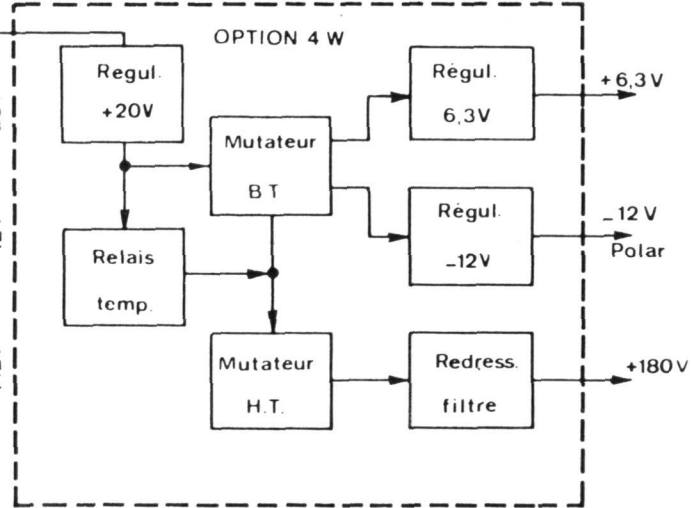 OPTION 4 W
Regul.
+20V
Mutateur
B T
Régul.
6,3V
+6,3V
Régul.
-12V
-12V
Polar
Relais
temp.
Mutateur
H.T.
Redress.
filtre
+180V